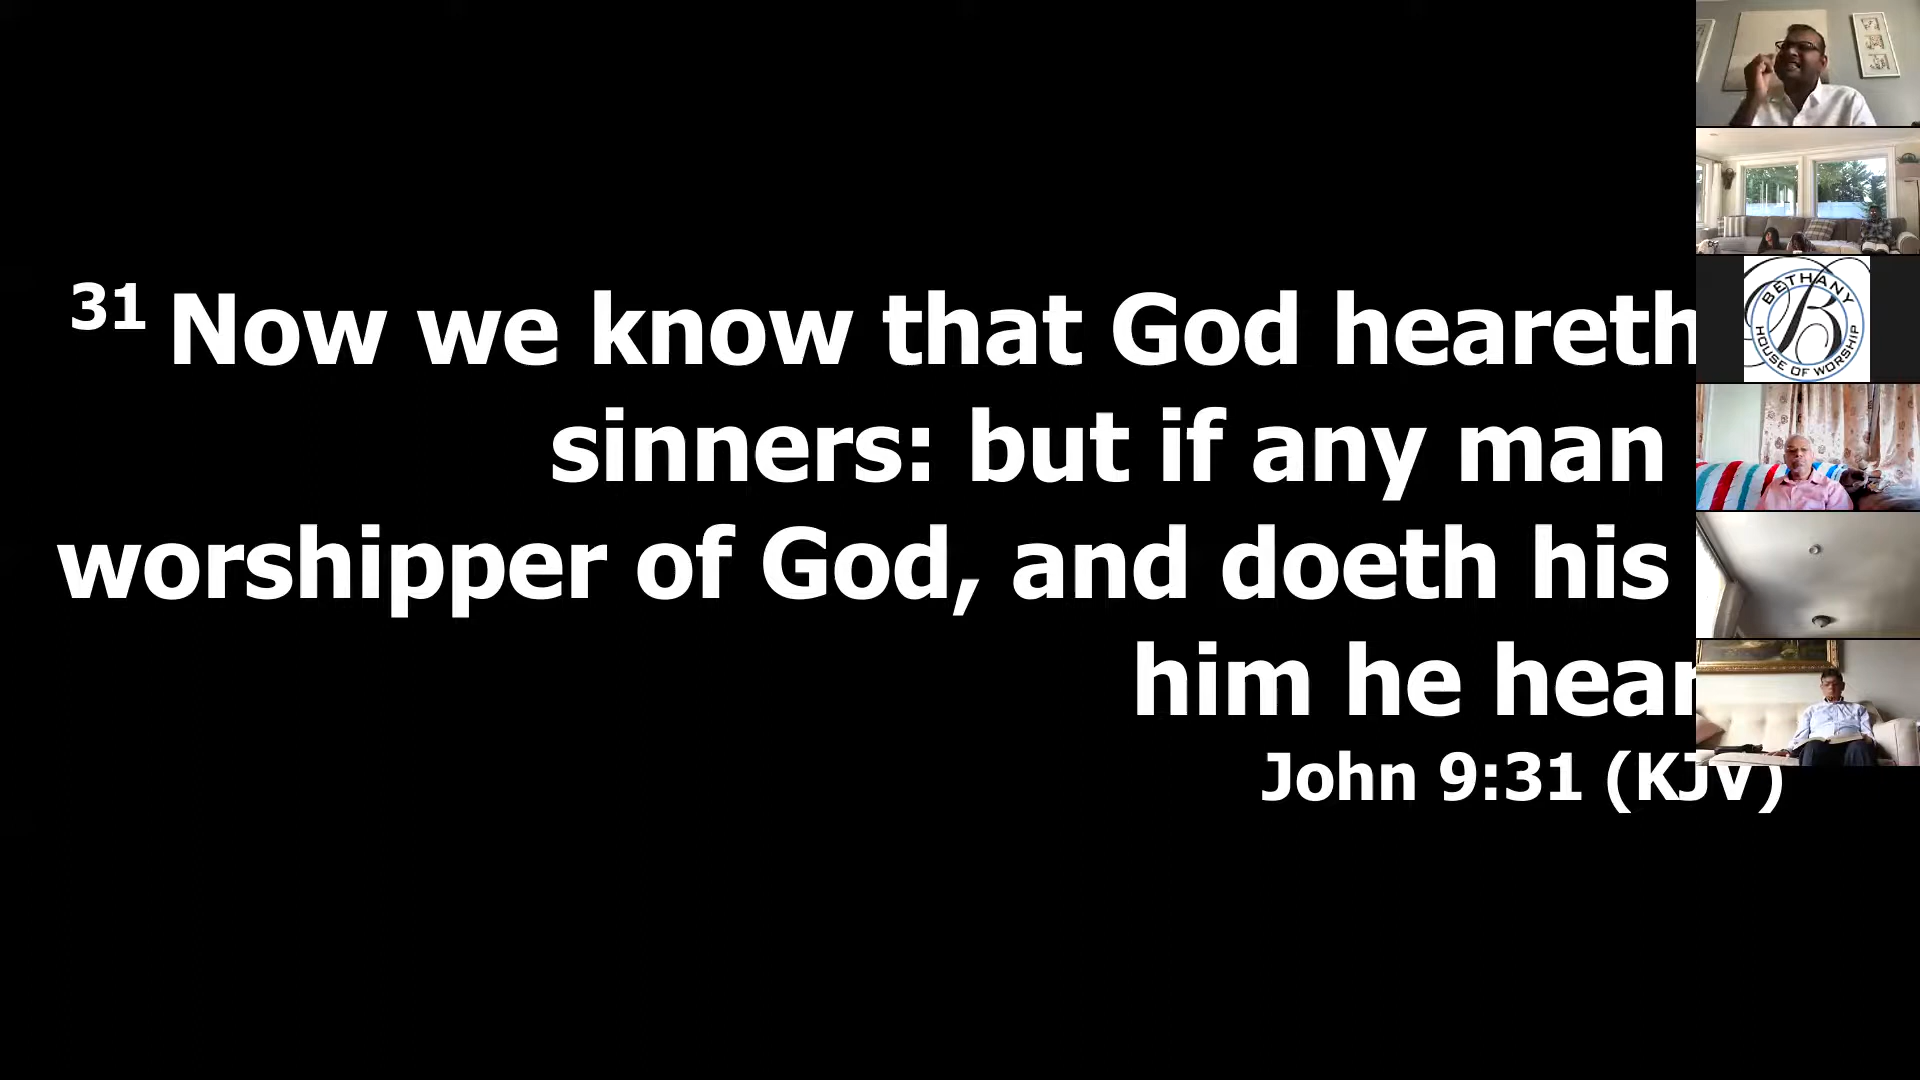 31 Now we know that God heareth
sinners: but if any man
worshipper of God, and doeth his
him he hear
John 9:31 (KJV)
BETHANY
B
HOUSE OF WORSHIP